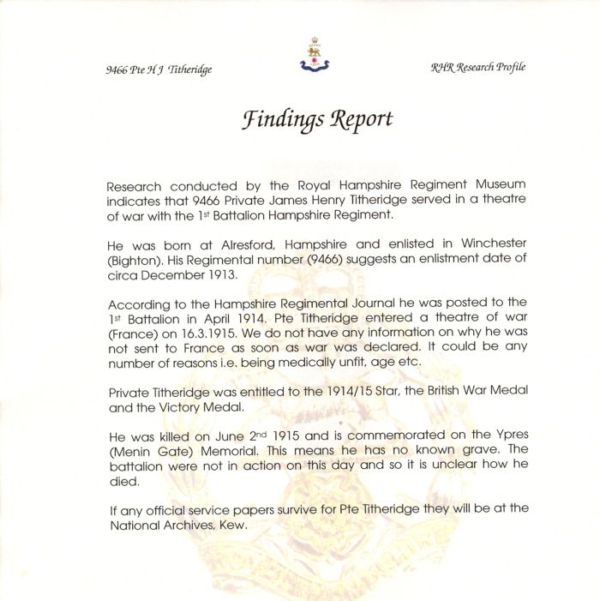 9466 Pte H J Titheridge
RHR Research Profile
Findings Report
Research conducted by the Royal Hampshire Regiment Museum
indicates that 9466 Private James Henry Titheridge served in a theatre
of war with the 1st Battalion Hampshire Regiment.
He was born at Alresford, Hampshire and enlisted in Winchester
(Bighton). His Regimental number (9466) suggests an enlistment date of
circa December 1913.
According to the Hampshire Regimental Journal he was posted to the
1st Battalion in April 1914. Pte Titheridge entered a theatre of war
(France) on 16.3.1915. We do not have any information on why he was
not sent to France as soon as war was declared. It could be any
number of reasons i.e. being medically unfit, age etc.
Private Titheridge was entitled to the 1914/15 Star, the British War Medal
and the Victory Medal.
He was killed on June 2nd 1915 and is commemorated on the Ypres
(Menin Gate) Memorial. This means he has no known grave. The
battalion were not in action on this day and so it is unclear how he
died.
If any official service papers survive for Pte Titheridge they will be at the
National Archives, Kew.